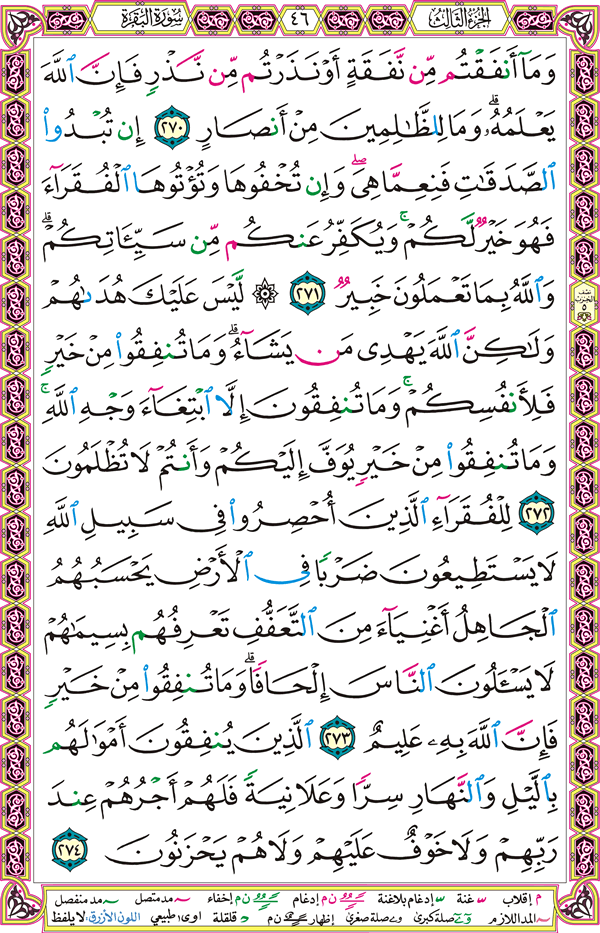 الجزء الثالث ٤٦ سورة البقرة
وَمَآ أَنفَقْتُم مِّن نَّفَقَةٍ أَوْ نَذَرْتُم مِّن نَّذْرٍ فَإِنَّ ٱللَّهَ
يَعْلَمُهُۥ ۗ وَمَا لِلظَّـٰلِمِينَ مِنْ أَنصَارٍ ٢٧٠ إِن تُبْدُوا۟
ٱلصَّدَقَـٰتِ فَنِعِمَّا هِىَ ۖ وَإِن تُخْفُوهَا وَتُؤْتُوهَا ٱلْفُقَرَآءَ
فَهُوَ خَيْرٌ لَّكُمْ ۚ وَيُكَفِّرُ عَنكُم مِّن سَيِّـَٔاتِكُمْ ۗ
وَٱللَّهُ بِمَا تَعْمَلُونَ خَبِيرٌ ٢٧١ ۞ لَّيْسَ عَلَيْكَ هُدَىٰهُمْ
وَلَـٰكِنَّ ٱللَّهَ يَهْدِى مَن يَشَآءُ ۗ وَمَا تُنفِقُوا۟ مِنْ خَيْرٍ
فَلِأَنفُسِكُمْ ۚ وَمَا تُنفِقُونَ إِلَّا ٱبْتِغَآءَ وَجْهِ ٱللَّهِ ۚ
وَمَا تُنفِقُوا۟ مِنْ خَيْرٍ يُوَفَّ إِلَيْكُمْ وَأَنتُمْ لَا تُظْلَمُونَ
٢٧٢ لِلْفُقَرَآءِ ٱلَّذِينَ أُحْصِرُوا۟ فِى سَبِيلِ ٱللَّهِ
لَا يَسْتَطِيعُونَ ضَرْبًا فِى ٱلْأَرْضِ يَحْسَبُهُمُ
ٱلْجَاهِلُ أَغْنِيَآءَ مِنَ ٱلتَّعَفُّفِ تَعْرِفُهُم بِسِيمَـٰهُمْ
لَا يَسْـَٔلُونَ ٱلنَّاسَ إِلْحَافًا ۗ وَمَا تُنفِقُوا۟ مِنْ خَيْرٍ
فَإِنَّ ٱللَّهَ بِهِۦ عَلِيمٌ ٢٧٣ ٱلَّذِينَ يُنفِقُونَ أَمْوَٰلَهُم
بِٱلَّيْلِ وَٱلنَّهَارِ سِرًّا وَعَلَانِيَةً فَلَهُمْ أَجْرُهُمْ عِندَ
رَبِّهِمْ وَلَا خَوْفٌ عَلَيْهِمْ وَلَا هُمْ يَحْزَنُونَ ٢٧٤
نصف
الحزب
٥
م إقلاب غنة إدغام بلاغنة ن م إدغام ن م إخفاء مد متصل مد منفصل
المد اللازم صلة كبرى صلة صغرى إظهار ن م قلقلة اوى: طبيعي اللون الأزرق: لا يلفظ